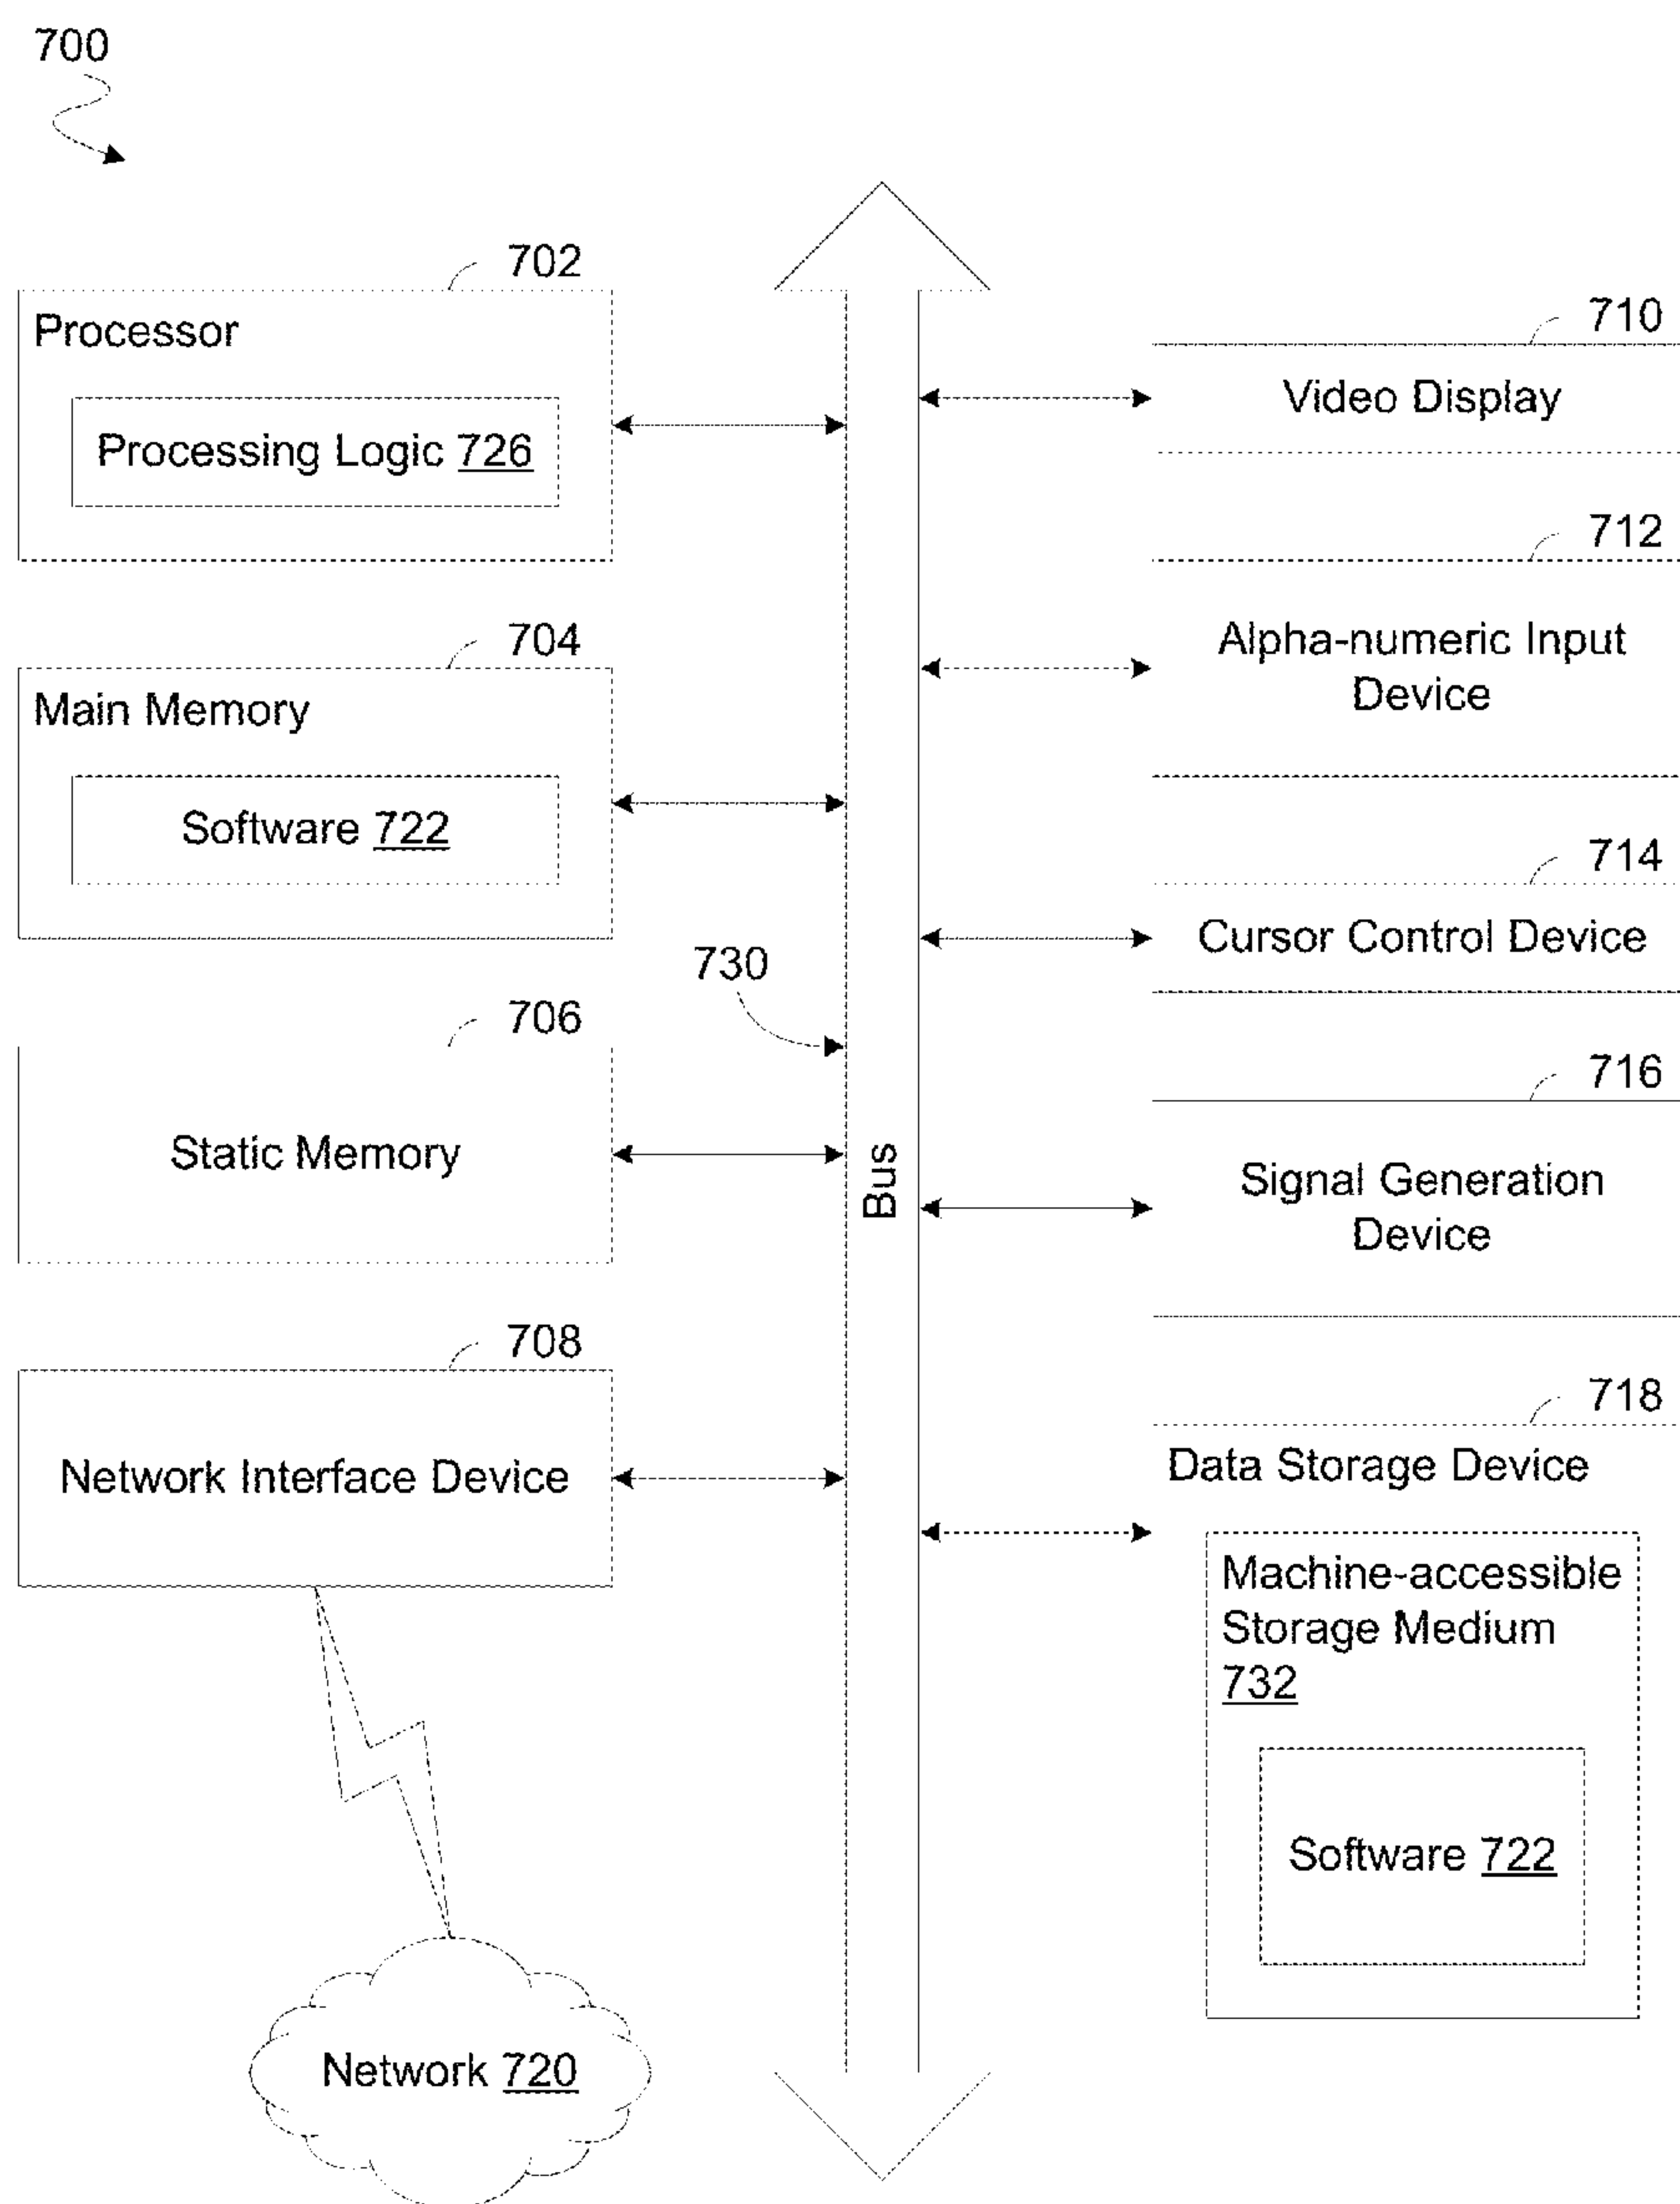 700
702
Processor
Processing Logic 726
704
Main Memory
Software 722
706
Static Memory
708
Network Interface Device
Network 720
730
Bus
710
Video Display
712
Alpha-numeric Input
Device
714
Cursor Control Device
716
Signal Generation
Device
718
Data Storage Device
Machine-accessible
Storage Medium
732
Software 722